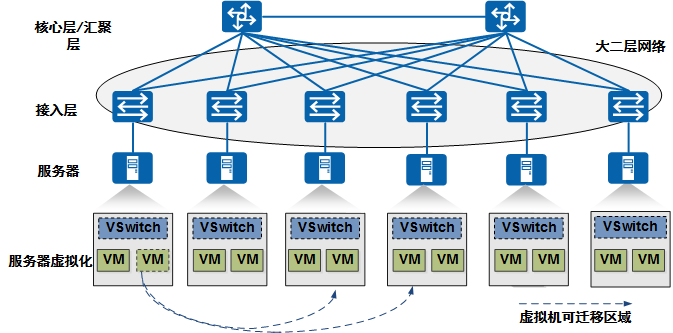 核心层/汇聚
层
大二层网络
接入层
服务器
VSwitch VSwitch VSwitch VSwitch VSwitch VSwitch
服务器虚拟化
VM VM VM VM VM VM VM VM VM VM VM VM
虚拟机可迁移区域